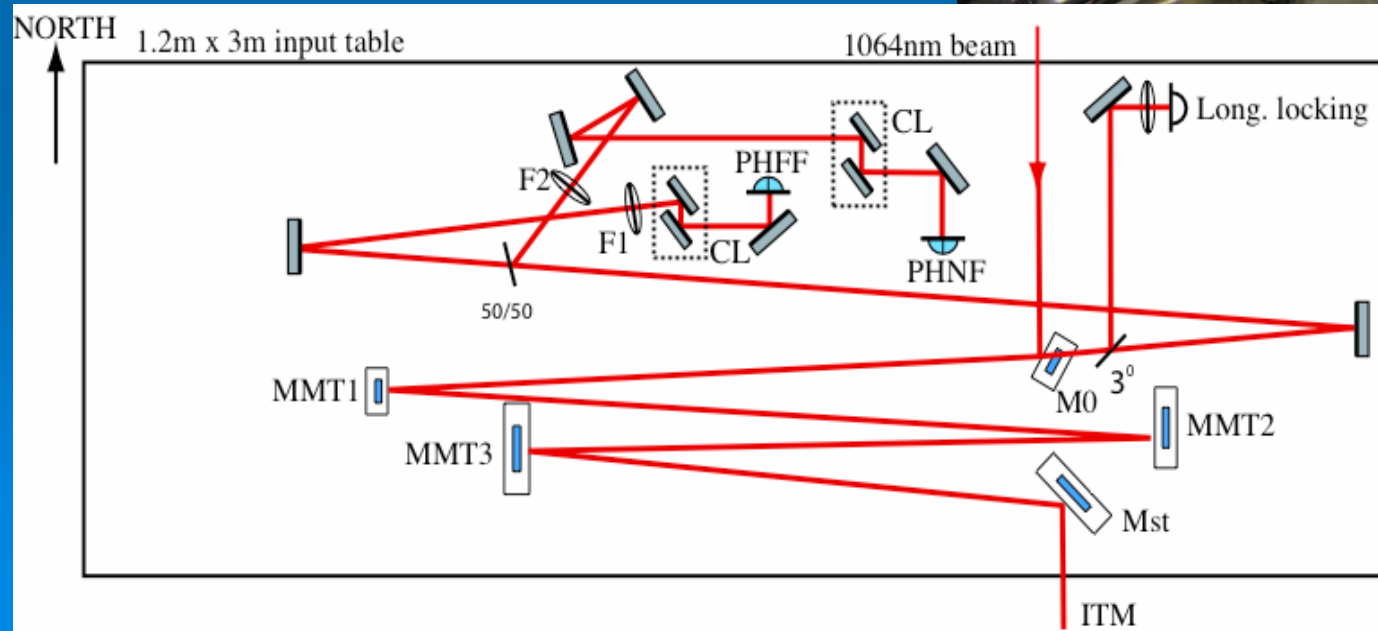 NORTH
1.2m x 3m input table
1064nm beam
Long. locking
CL
PHFF
F2
F1
CL
PHNF
50/50
MMT1
3⁰
M0
MMT2
MMT3
Mst
ITM